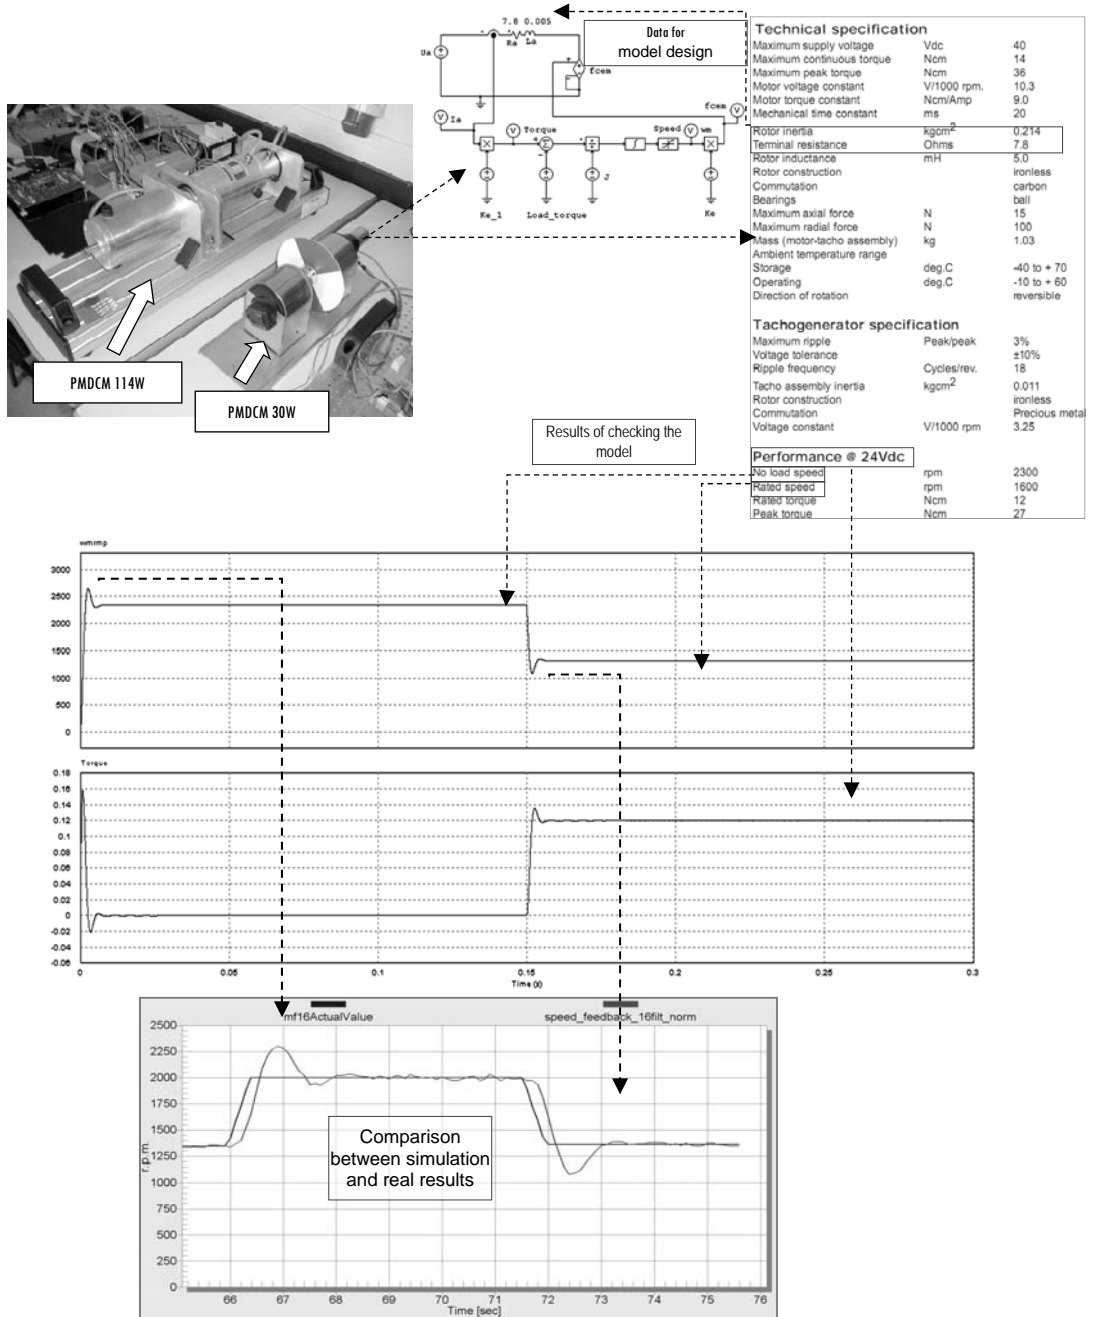 7.8 0.005
Ra La
Ua
fcem
Data for
model design
Ia
Torque
Speed
wm
fcem
J
Ke_1
Load_torque
Ke
PMDCM 114W
PMDCM 30W
Technical specification
Maximum supply voltage Vdc 40
Maximum continuous torque Ncm 14
Maximum peak torque Ncm 36
Motor voltage constant V/1000 rpm. 10.3
Motor torque constant Ncm/Amp 9.0
Mechanical time constant ms 20
Rotor inertia kgcm2 0.214
Terminal resistance Ohms 7.8
Rotor inductance mH 5.0
Rotor construction ironless
Commutation carbon
Bearings ball
Maximum axial force N 15
Maximum radial force N 100
Mass (motor-tacho assembly) kg 1.03
Ambient temperature range
Storage deg.C -40 to + 70
Operating deg.C -10 to + 60
Direction of rotation reversible
Tachogenerator specification
Maximum ripple Peak/peak 3%
Voltage tolerance ±10%
Ripple frequency Cycles/rev. 18
Tacho assembly inertia kgcm2 0.011
Rotor construction ironless
Commutation Precious metal
Voltage constant V/1000 rpm 3.25
Performance @ 24Vdc
No load speed rpm 2300
Rated speed rpm 1600
Rated torque Ncm 12
Peak torque Ncm 27
Results of checking the
model
wmrmp
3000
2500
2000
1500
1000
500
0
Torque
0.18
0.16
0.14
0.12
0.1
0.08
0.06
0.04
0.02
0
-0.02
-0.04
-0.06
0 0.05 0.1 0.15 0.2 0.25 0.3
Time (s)
mf16ActualValue speed_feedback_16filt_norm
2500
2250
2000
1750
1500
1250
1000
750
500
250
0
r.p.m.
Comparison
between simulation
and real results
66 67 68 69 70 71 72 73 74 75 76
Time [sec]